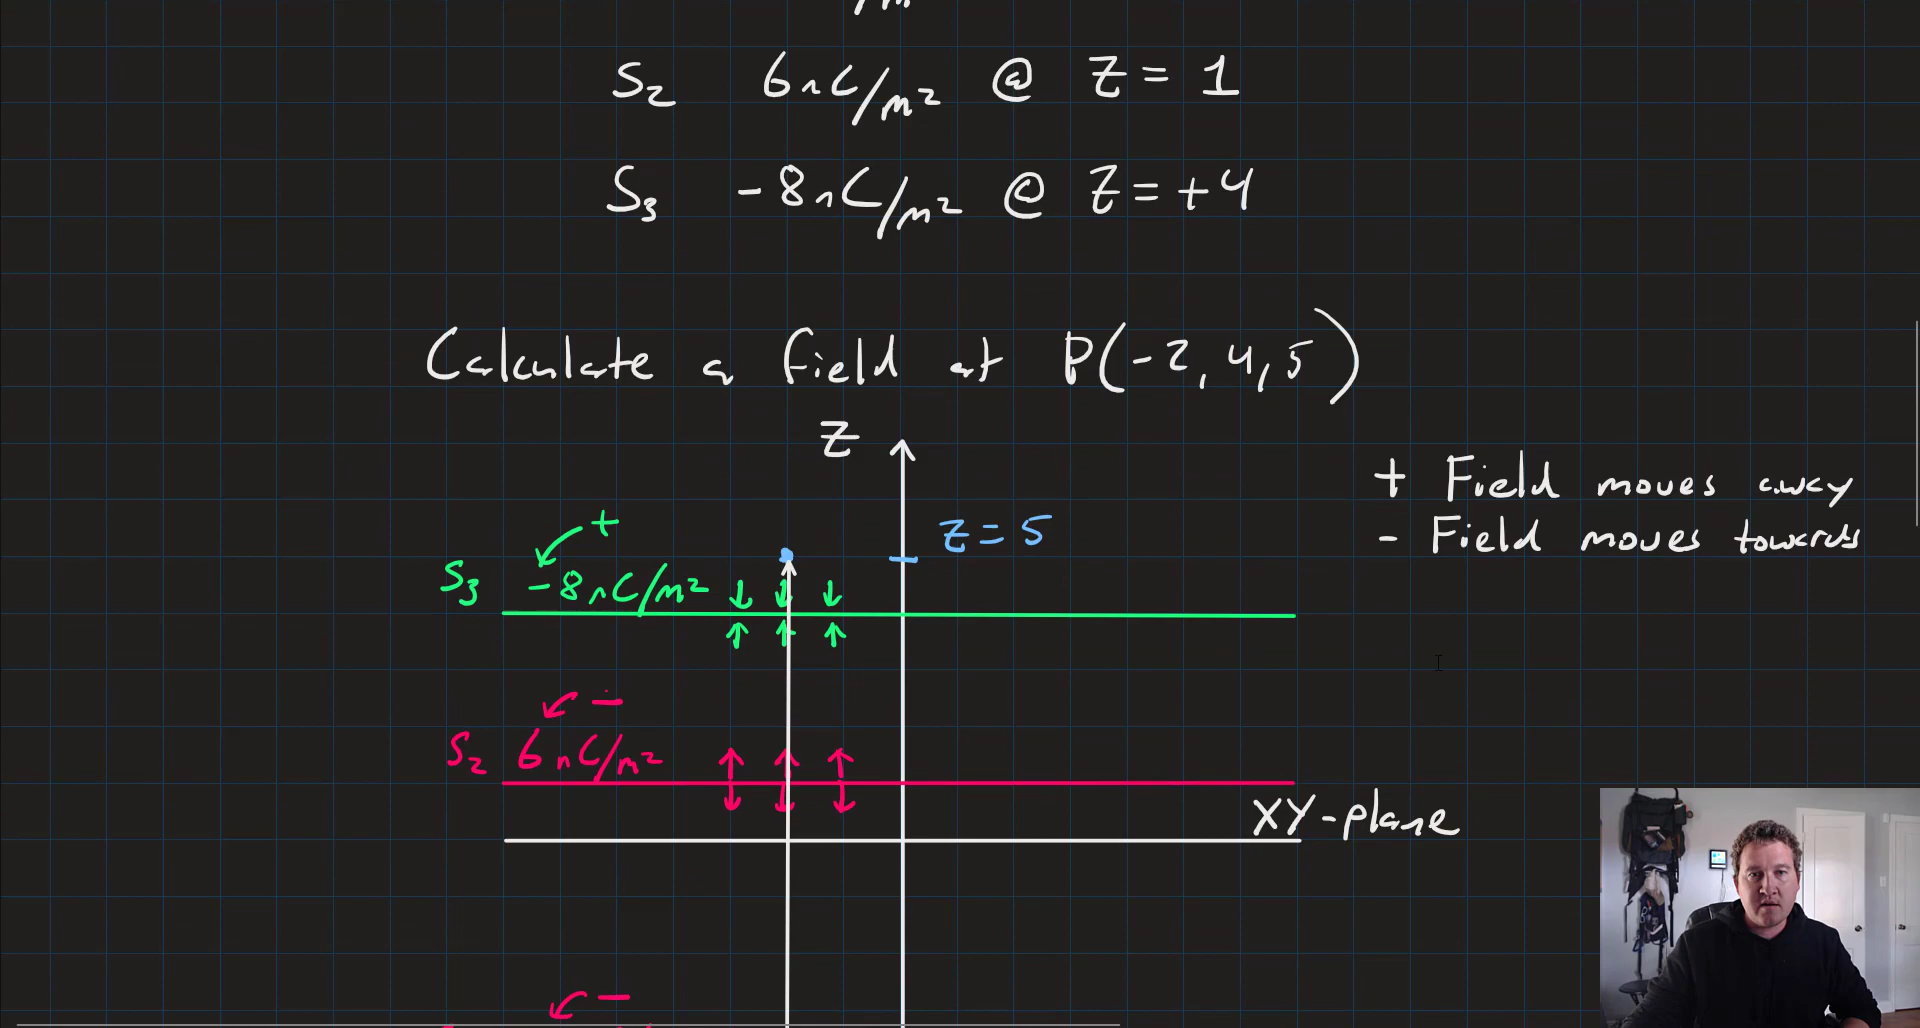 S2 6nC/m² @ Z = 1
S3 -8nC/m² @ Z = +4
Calculate a field at P(-2, 4, 5)
Z
+ Field moves away
- Field moves towards
Z = 5
+
S3 -8nC/m²
-
S2 6nC/m²
XY-plane
-